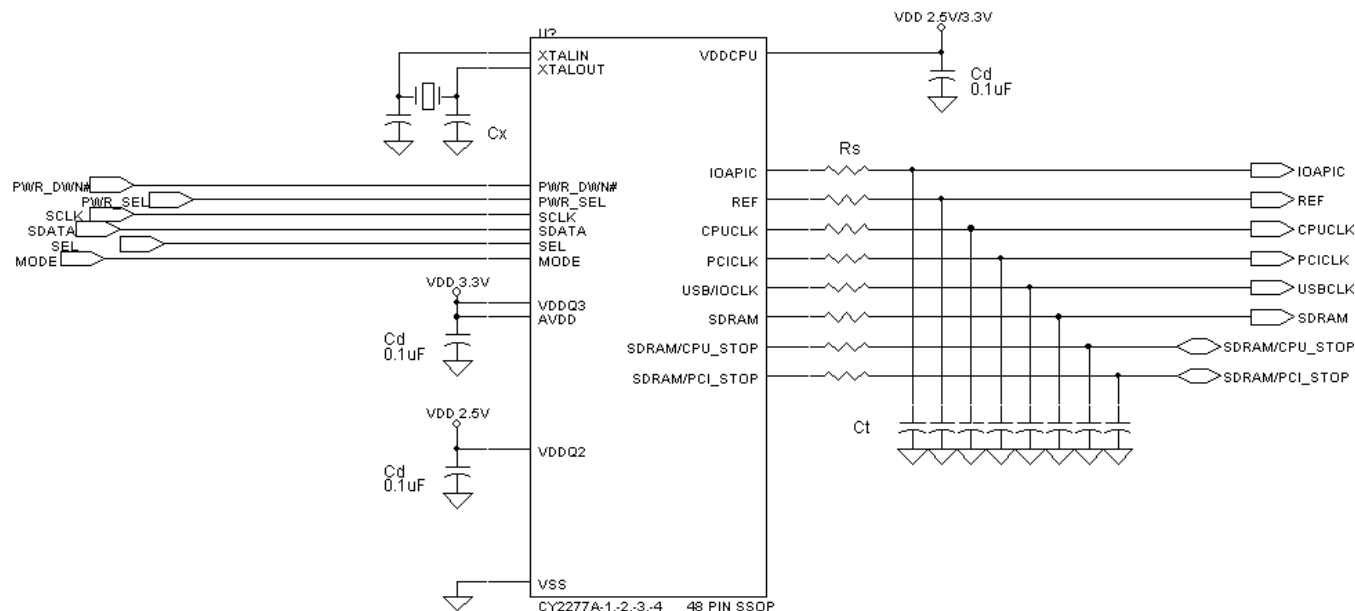 VDD 2.5V/3.3V
U?
XTALIN
XTALOUT
VDDCPU
Cd
0.1uF
Cx
Rs
PWR_DWN#
PWR_DWN#
PWR_SEL
PWR_SEL
SCLK
SCLK
SDATA
SDATA
SEL
SEL
MODE
MODE
IOAPIC
IOAPIC
REF
REF
CPUCLK
CPUCLK
PCICLK
PCICLK
USB/IOCLK
USBCLK
SDRAM
SDRAM
SDRAM/CPU_STOP
SDRAM/CPU_STOP
SDRAM/PCI_STOP
SDRAM/PCI_STOP
VDD 3.3V
VDDQ3
AVDD
Cd
0.1uF
VDD 2.5V
VDDQ2
Cd
0.1uF
Ct
VSS
CY2277A-1,-2,-3,-4 48 PIN SSOP